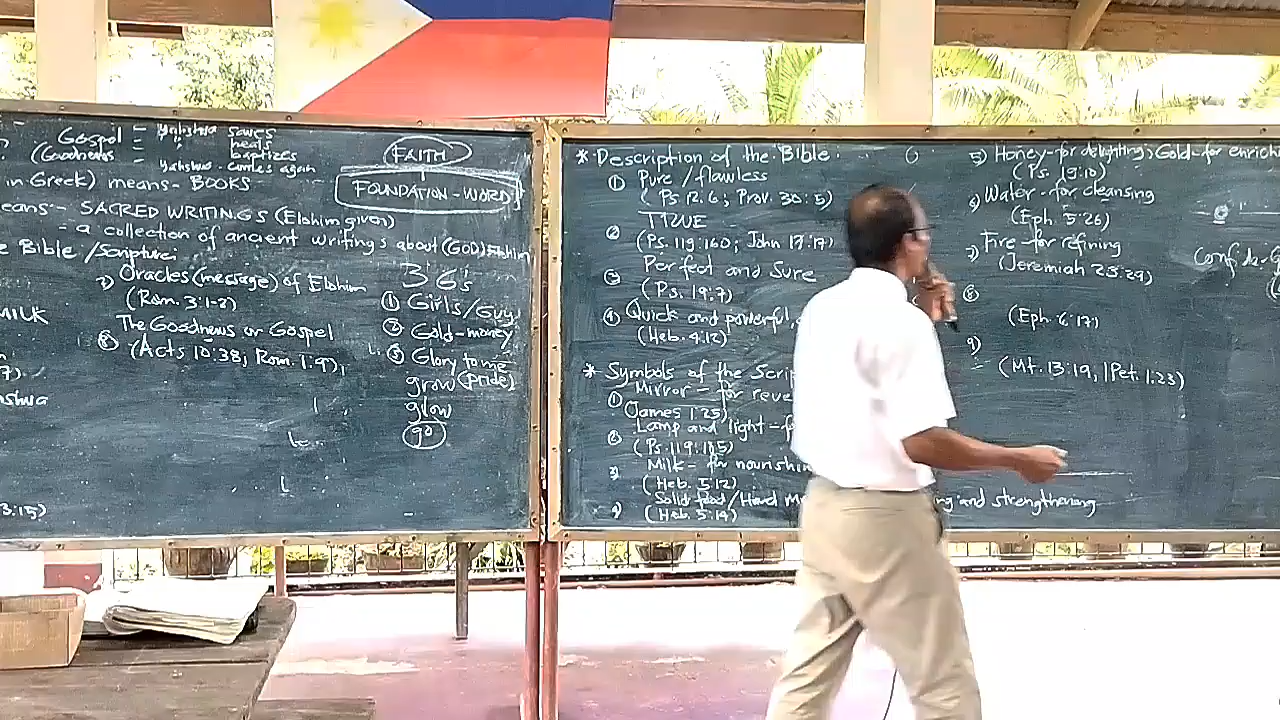 Gospel = Yahshua saves
" heals
(Goodnews = " baptizes
- Yahshua - comes again
in Greek) means - BOOKS
eans - SACRED WRITINGS (Elohim given)
- a collection of ancient writings about (GOD) Elohim
e Bible / Scripture:
7) Oracles (message) of Elohim
(Rom. 3:1-2)
MILK
The Goodnews or Gospel
8) (Acts 10:38; Rom. 1:9)
7).
3:15)
FAITH
FOUNDATION - WORD
3 G's
① Girls/Guy
② Gold - money
③ Glory to me
(pride)
grow
glow
go
* Description of the Bible
① Pure / flawless
(Ps 12:6; Prov. 30:5)
② TRUE
(Ps. 119:160; John 17:17)
③ Perfect and Sure
(Ps. 19:7)
④ Quick and powerful
(Heb. 4:12)
* Symbols of the Scrip
① Mirror - for reve
(James 1:25)
② Lamp and light - f
(Ps. 119:105)
3) Milk - for nourishin
(Heb. 5:12)
4) Solid food / Hard M ng and strengthening
(Heb. 5:14)
5) Honey - for delighting; Gold - for enrichi
(Ps. 19:10)
6) Water - for cleansing
(Eph. 5:26)
7) Fire - for refining
(Jeremiah 23:29)
8)
(Eph. 6:17)
9)
(Mt. 13:19, 1Pet. 1:23)